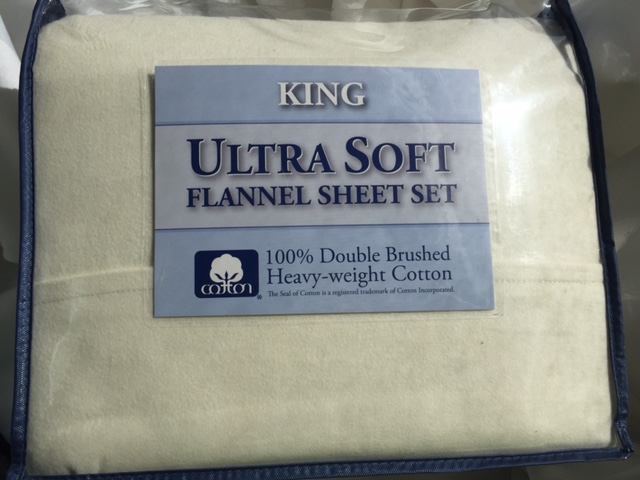 KING
ULTRA SOFT
FLANNEL SHEET SET
100% Double Brushed
Heavy-weight Cotton
cotton ®
The Seal of Cotton is a registered trademark of Cotton Incorporated.